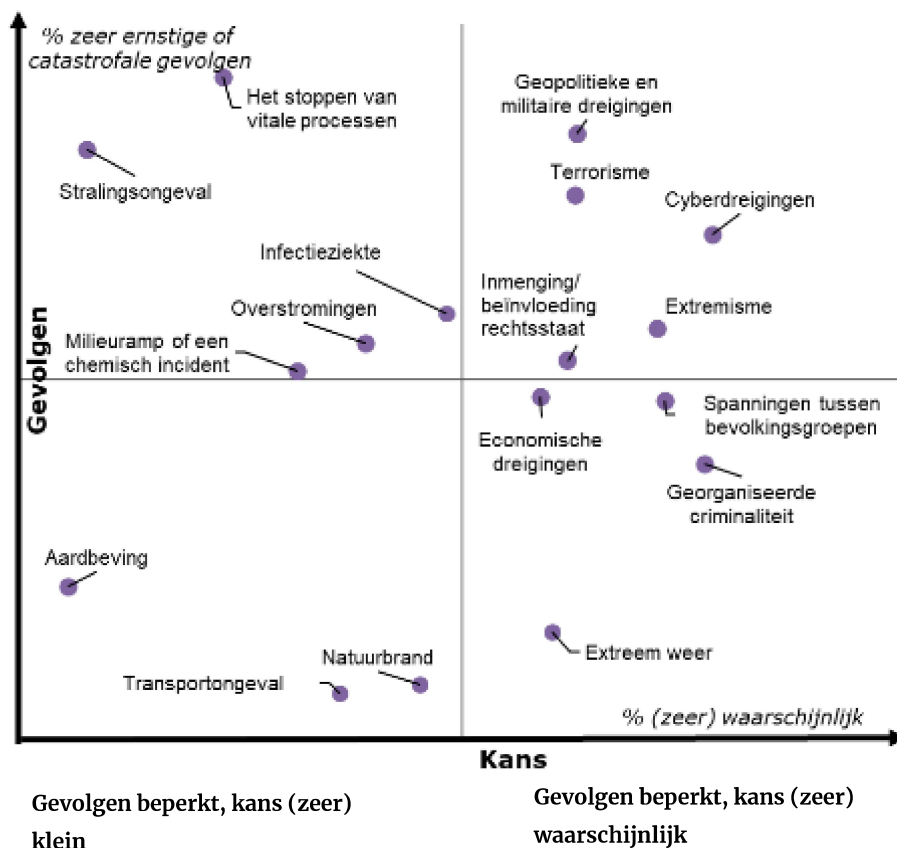 % zeer ernstige of
catastrofale gevolgen
Het stoppen van
vitale processen
Geopolitieke en
militaire dreigingen
Stralingsongeval
Terrorisme
Cyberdreigingen
Infectieziekte
Overstromingen
Milieuramp of een
chemisch incident
Inmenging/
beïnvloeding
rechtsstaat
Extremisme
Gevolgen
Economische
dreigingen
Spanningen tussen
bevolkingsgroepen
Georganiseerde
criminaliteit
Aardbeving
Natuurbrand
Transportongeval
Extreem weer
% (zeer) waarschijnlijk
Kans
Gevolgen beperkt, kans (zeer)
klein
Gevolgen beperkt, kans (zeer)
waarschijnlijk